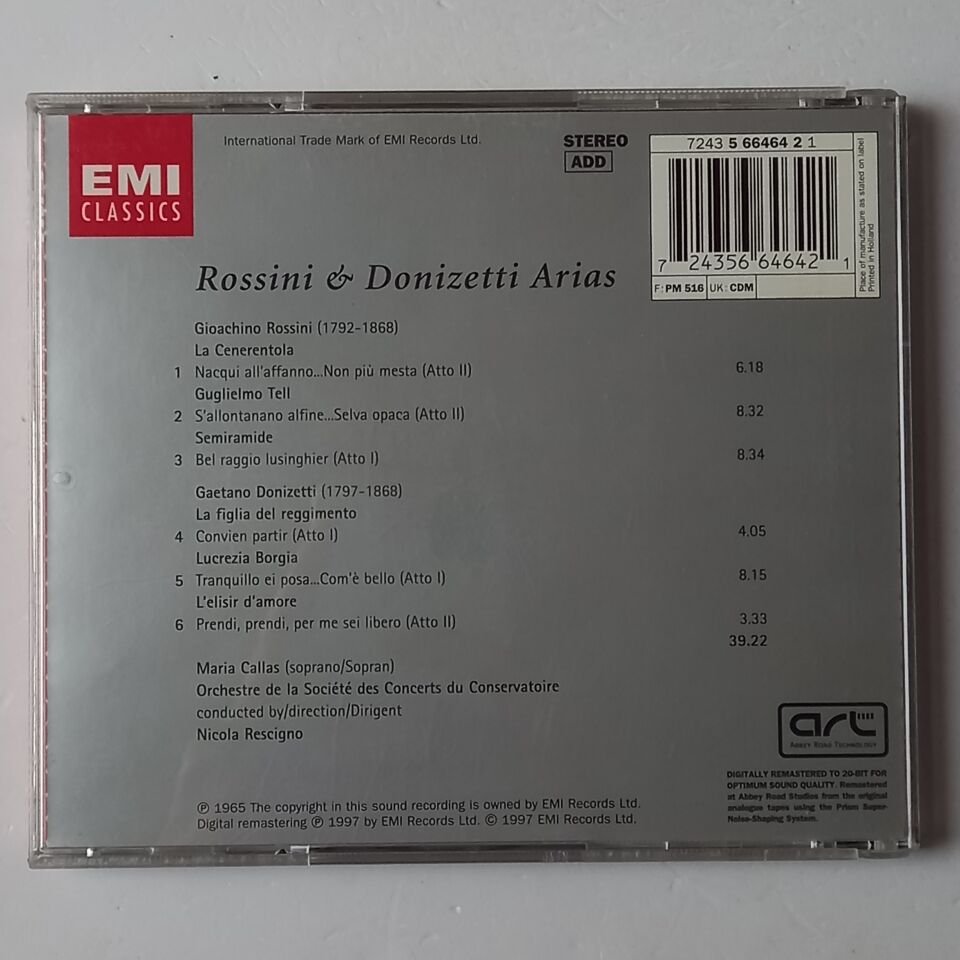 EMI
CLASSICS
International Trade Mark of EMI Records Ltd.
STEREO
ADD
7243 5 66464 2 1
7 24356 64642 1
F: PM 516 UK: CDM
Place of manufacture as stated on label
Printed in Holland
Rossini & Donizetti Arias
Gioachino Rossini (1792-1868)
La Cenerentola
1 Nacqui all'affanno...Non più mesta (Atto II) 6.18
Guglielmo Tell
2 S'allontanano alfine...Selva opaca (Atto II) 8.32
Semiramide
3 Bel raggio lusinghier (Atto I) 8.34
Gaetano Donizetti (1797-1868)
La figlia del reggimento
4 Convien partir (Atto I) 4.05
Lucrezia Borgia
5 Tranquillo ei posa...Com'è bello (Atto I) 8.15
L'elisir d'amore
6 Prendi, prendi, per me sei libero (Atto II) 3.33
39.22
Maria Callas (soprano/Sopran)
Orchestre de la Société des Concerts du Conservatoire
conducted by/direction/Dirigent
Nicola Rescigno
art
ABBEY ROAD TECHNOLOGY
DIGITALLY REMASTERED TO 20-BIT FOR
OPTIMUM SOUND QUALITY. Remastered
at Abbey Road Studios from the original
analogue tapes using the Prism Super-
Noise-Shaping System.
℗ 1965 The copyright in this sound recording is owned by EMI Records Ltd.
Digital remastering ℗ 1997 by EMI Records Ltd. © 1997 EMI Records Ltd.